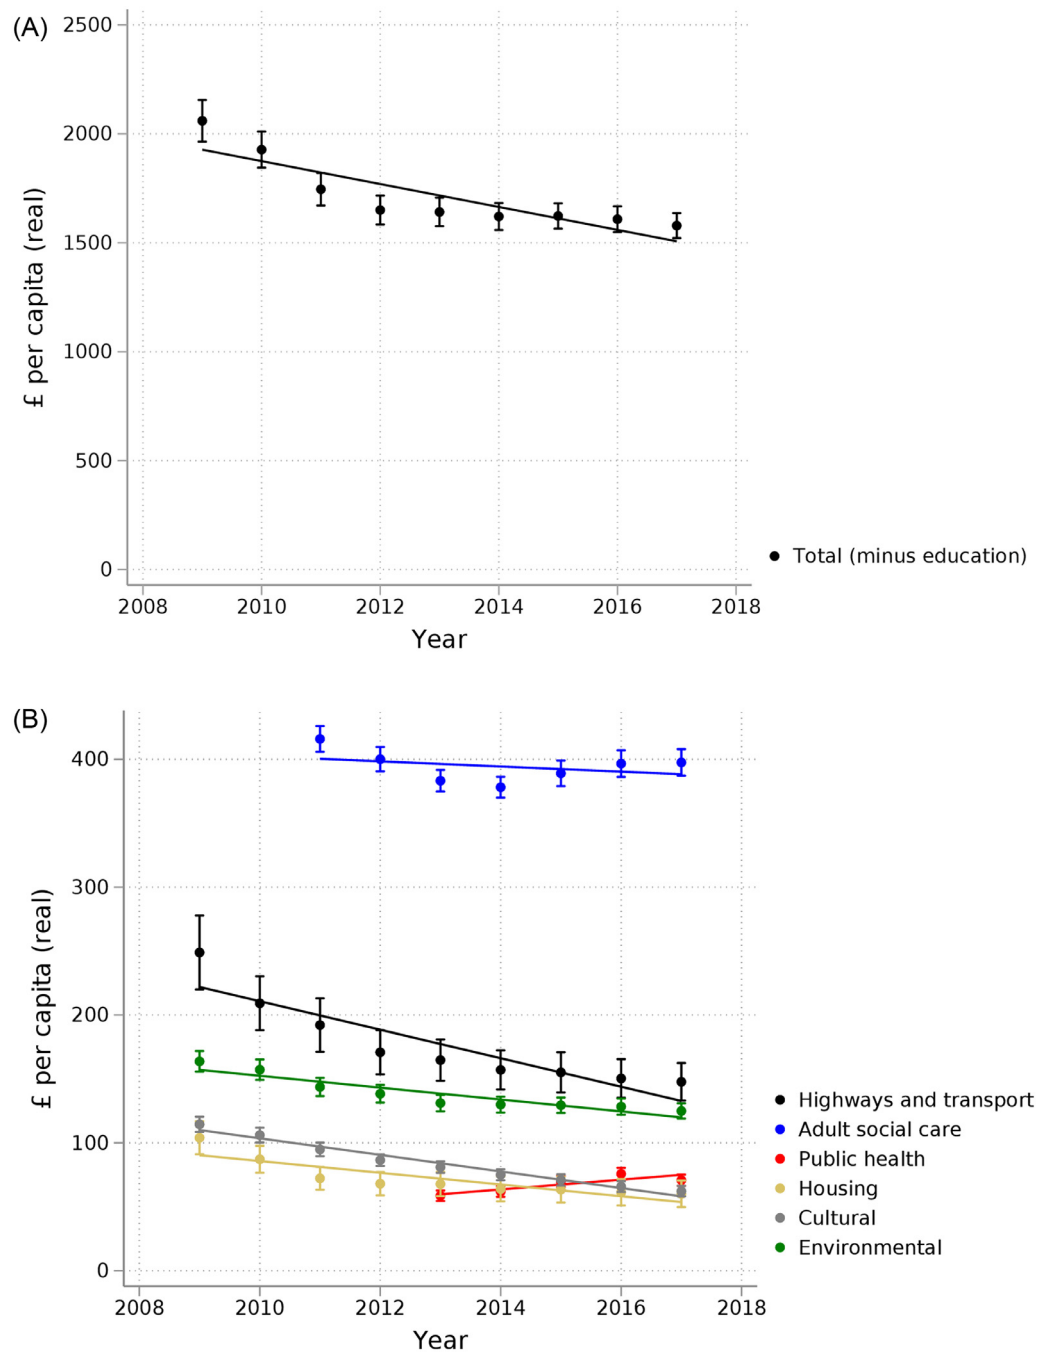 (A)
2500
2000
1500
1000
500
0
£ per capita (real)
2008 2010 2012 2014 2016 2018
Year
Total (minus education)
(B)
400
300
200
100
0
£ per capita (real)
2008 2010 2012 2014 2016 2018
Year
Highways and transport
Adult social care
Public health
Housing
Cultural
Environmental